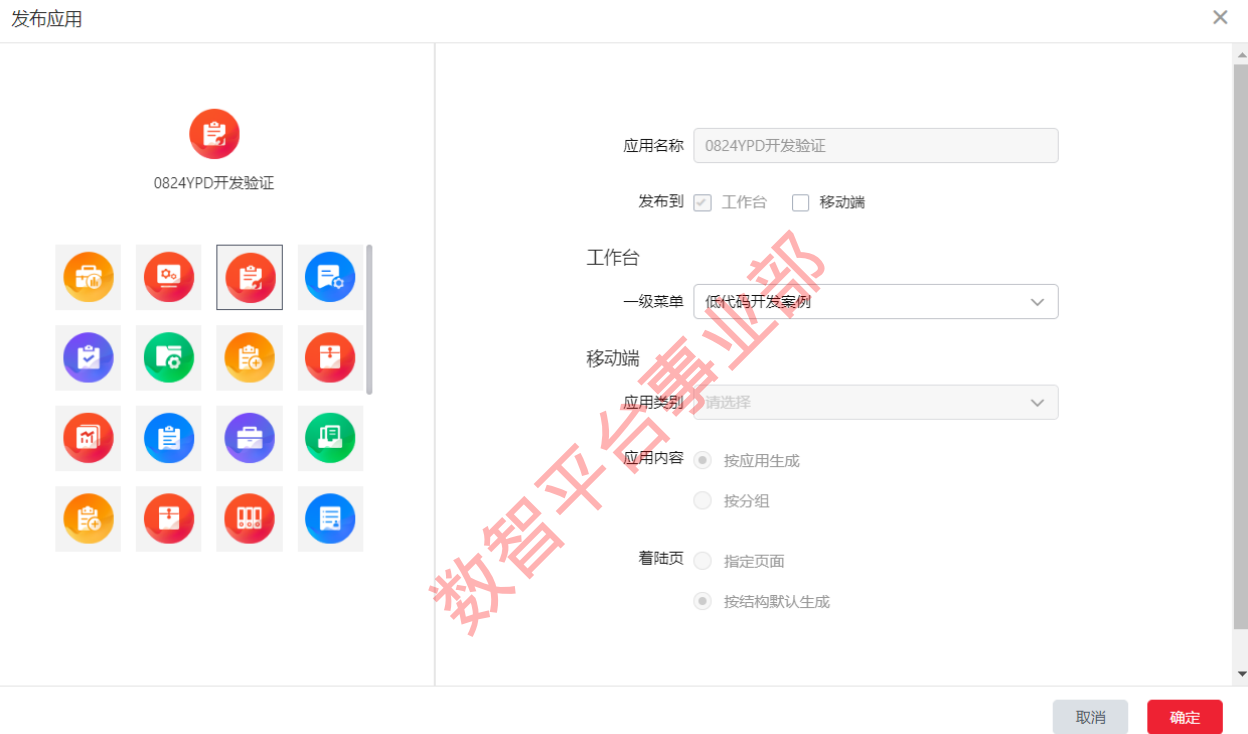 发布应用
0824YPD开发验证
应用名称 0824YPD开发验证
发布到 工作台 移动端
工作台
一级菜单 低代码开发案例
移动端
应用类别 请选择
应用内容 按应用生成
按分组
着陆页 指定页面
按结构默认生成
数智平台事业部
取消 确定